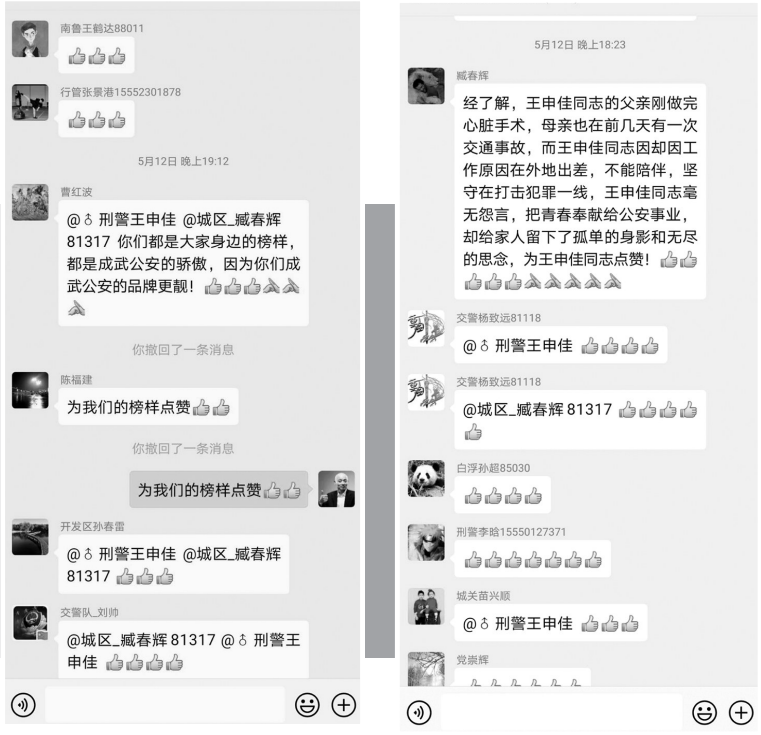 南鲁王鹤达88011
行管张景港15552301878
5月12日 晚上19:12
曹红波
@♂刑警王申佳 @城区_臧春辉
81317 你们都是大家身边的榜样，
都是成武公安的骄傲，因为你们成
武公安的品牌更靓！
你撤回了一条消息
陈福建
为我们的榜样点赞
你撤回了一条消息
为我们的榜样点赞
开发区孙春雷
@♂刑警王申佳 @城区_臧春辉
81317
交警队_刘帅
@城区_臧春辉81317 @♂刑警王
申佳
5月12日 晚上18:23
臧春辉
经了解，王申佳同志的父亲刚做完
心脏手术，母亲也在前几天有一次
交通事故，而王申佳同志因却因工
作原因在外地出差，不能陪伴，坚
守在打击犯罪一线，王申佳同志毫
无怨言，把青春奉献给公安事业，
却给家人留下了孤单的身影和无尽
的思念，为王申佳同志点赞！
交警杨致远81118
@♂刑警王申佳
交警杨致远81118
@城区_臧春辉81317
白浮孙超85030
刑警李晗15550127371
城关苗兴顺
@♂刑警王申佳
党崇辉